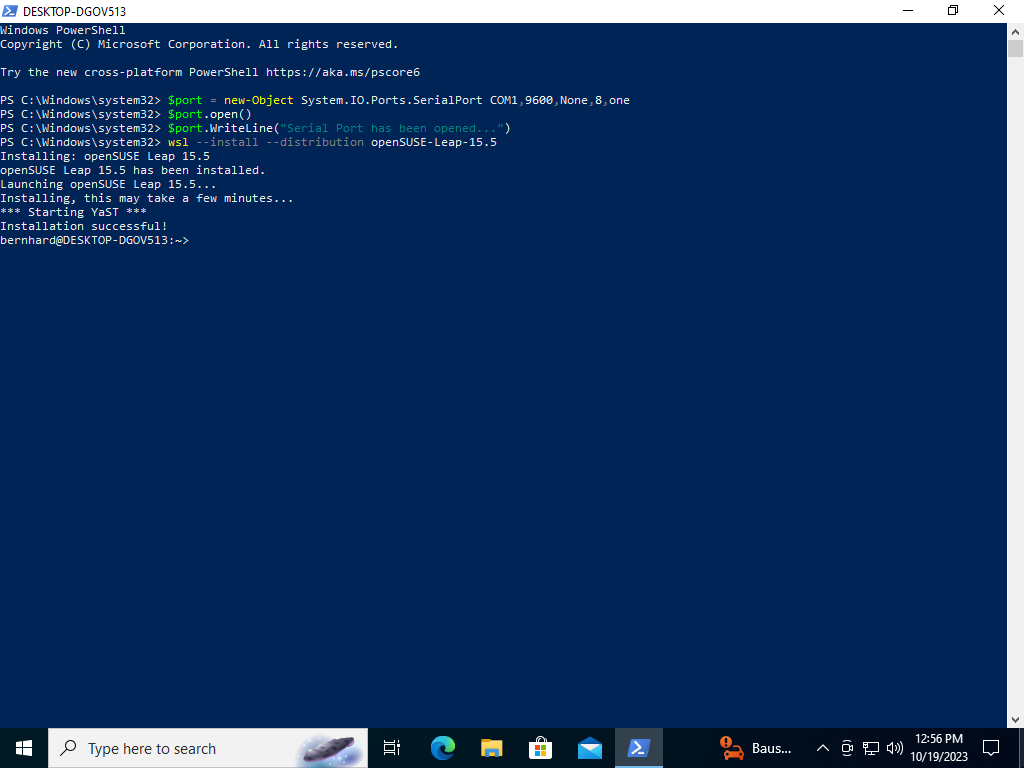 DESKTOP-DGOV513
Windows PowerShell
Copyright (C) Microsoft Corporation. All rights reserved.
Try the new cross-platform PowerShell https://aka.ms/pscore6
PS C:\Windows\system32> $port = new-Object System.IO.Ports.SerialPort COM1,9600,None,8,one
PS C:\Windows\system32> $port.open()
PS C:\Windows\system32> $port.WriteLine("Serial Port has been opened...")
PS C:\Windows\system32> wsl --install --distribution openSUSE-Leap-15.5
Installing: openSUSE Leap 15.5
openSUSE Leap 15.5 has been installed.
Launching openSUSE Leap 15.5...
Installing, this may take a few minutes...
*** Starting YaST ***
Installation successful!
bernhard@DESKTOP-DGOV513:~>
Type here to search
Baus...
12:56 PM
10/19/2023